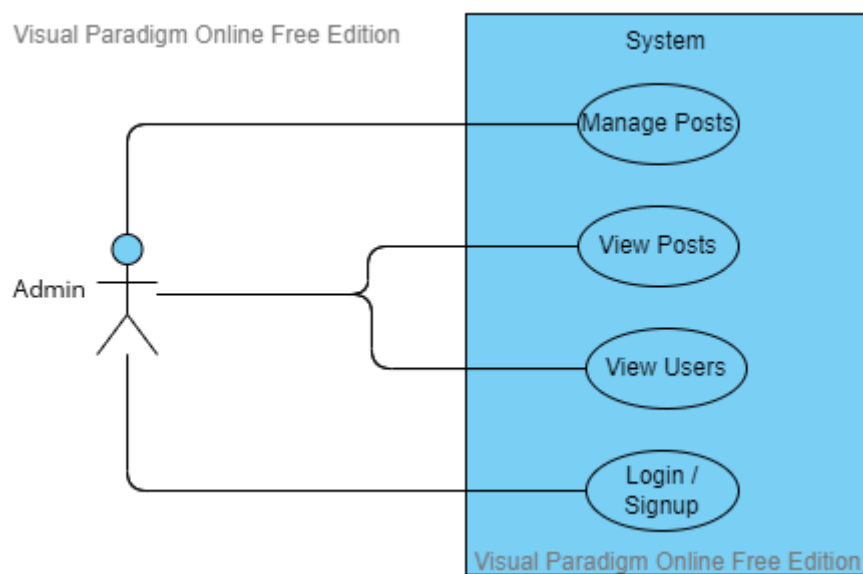 Visual Paradigm Online Free Edition
System
Manage Posts
View Posts
Admin
View Users
Login /
Signup
Visual Paradigm Online Free Edition